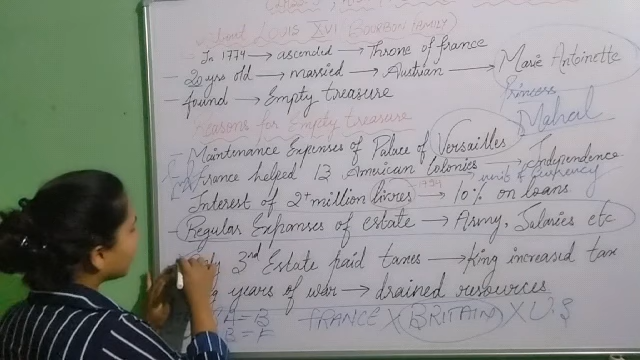 Louis XVI (BOURBON FAMILY)
In 1774 → ascended → Throne of france
— 20 yrs old → married → Austrian → Marie Antoinette
Princess
— found → Empty treasure
Mahal
Reasons for Empty treasure
— Maintenance Expenses of Palace of Versailles
— France helped 13 American Colonies → Independence
unit of currency
Interest of 2+ million livres → 10% on loans
— Regular Expanses of estate → Army, Salaries etc
3rd Estate paid taxes → King increased tax
years of war → drained resources
= B FRANCE X BRITAIN X U.S
B = F